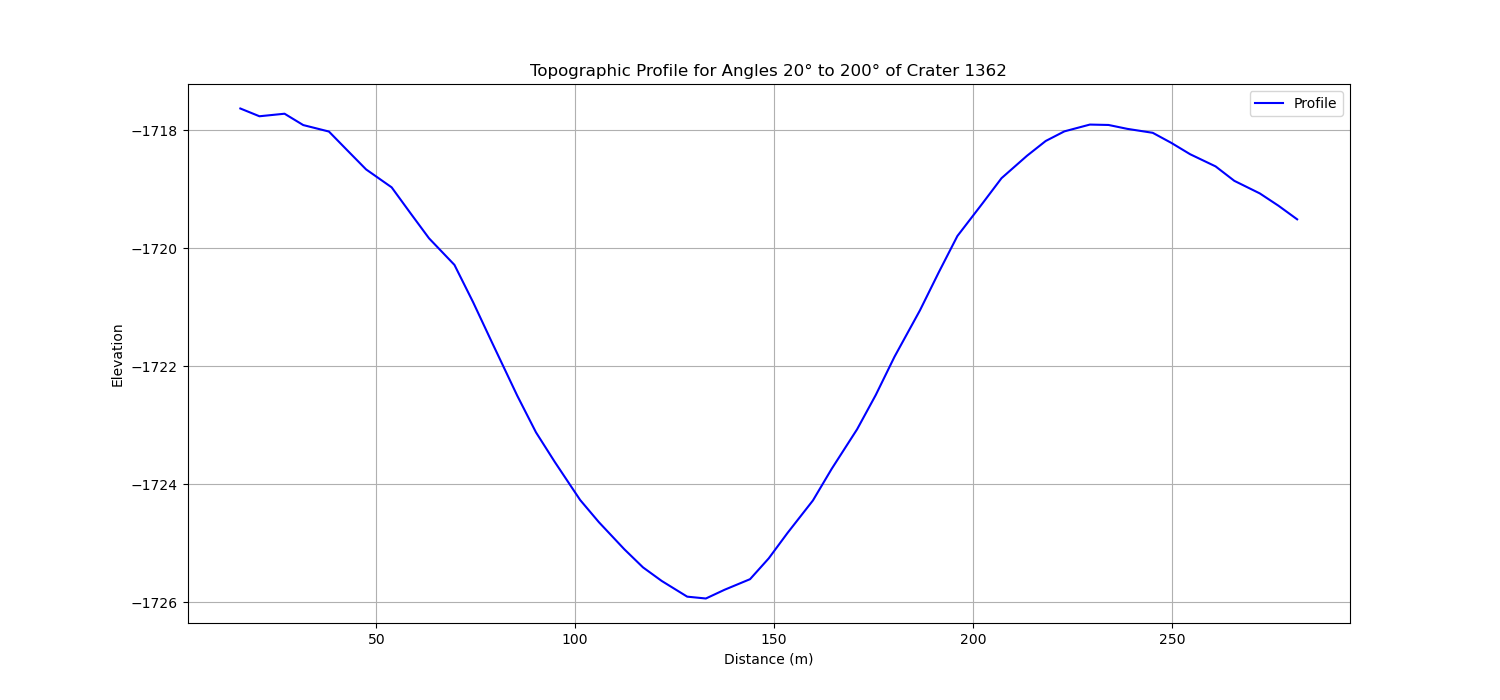 Topographic Profile for Angles 20° to 200° of Crater 1362
Profile
−1718
−1720
−1722
−1724
−1726
Elevation
50
100
150
200
250
Distance (m)